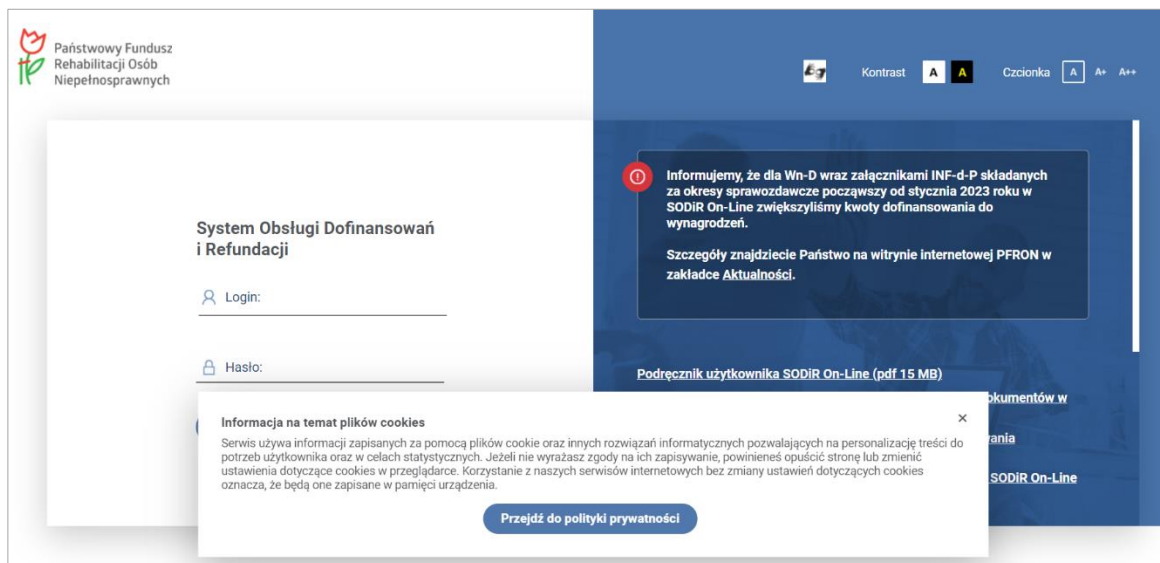 Państwowy Fundusz
Rehabilitacji Osób
Niepełnosprawnych
Kontrast A A Czcionka A A+ A++
System Obsługi Dofinansowań
i Refundacji
Login:
Hasło:
Informujemy, że dla Wn-D wraz załącznikami INF-d-P składanych
za okresy sprawozdawcze począwszy od stycznia 2023 roku w
SODiR On-Line zwiększyliśmy kwoty dofinansowania do
wynagrodzeń.
Szczegóły znajdziecie Państwo na witrynie internetowej PFRON w
zakładce Aktualności.
Podręcznik użytkownika SODiR On-Line (pdf 15 MB)
w
SODiR On-Line
Informacja na temat plików cookies
Serwis używa informacji zapisanych za pomocą plików cookie oraz innych rozwiązań informatycznych pozwalających na personalizację treści do
potrzeb użytkownika oraz w celach statystycznych. Jeżeli nie wyrażasz zgody na ich zapisywanie, powinieneś opuścić stronę lub zmienić
ustawienia dotyczące cookies w przeglądarce. Korzystanie z naszych serwisów internetowych bez zmiany ustawień dotyczących cookies
oznacza, że będą one zapisane w pamięci urządzenia.
Przejdź do polityki prywatności